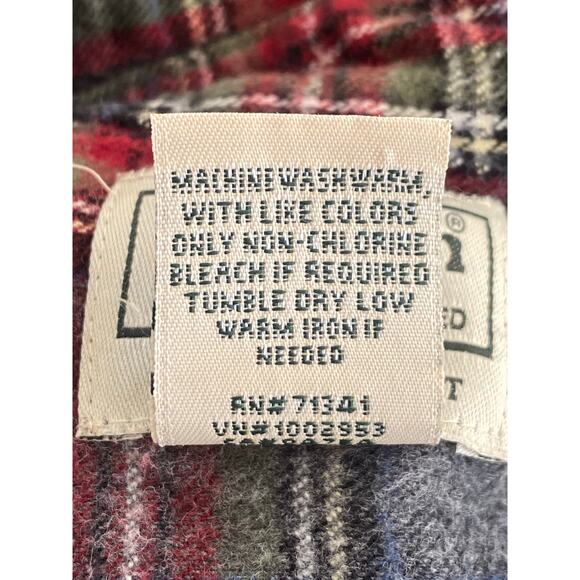 MACHINE WASH WARM,
WITH LIKE COLORS
ONLY NON-CHLORINE
BLEACH IF REQUIRED
TUMBLE DRY LOW
WARM IRON IF
NEEDED
RN# 71341
VN#1002953